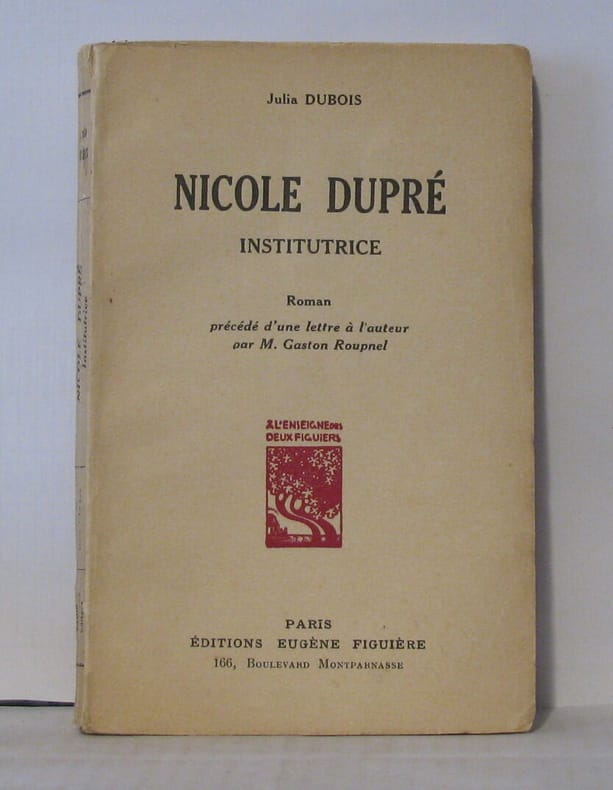 Julia DUBOIS
NICOLE DUPRÉ
INSTITUTRICE
Roman
précédé d'une lettre à l'auteur
par M. Gaston Roupnel
A L'ENSEIGNE DES
DEUX FIGUIERS
PARIS
ÉDITIONS EUGÈNE FIGUIÈRE
166, BOULEVARD MONTPARNASSE
NICOLE DUPRÉ
Institutrice